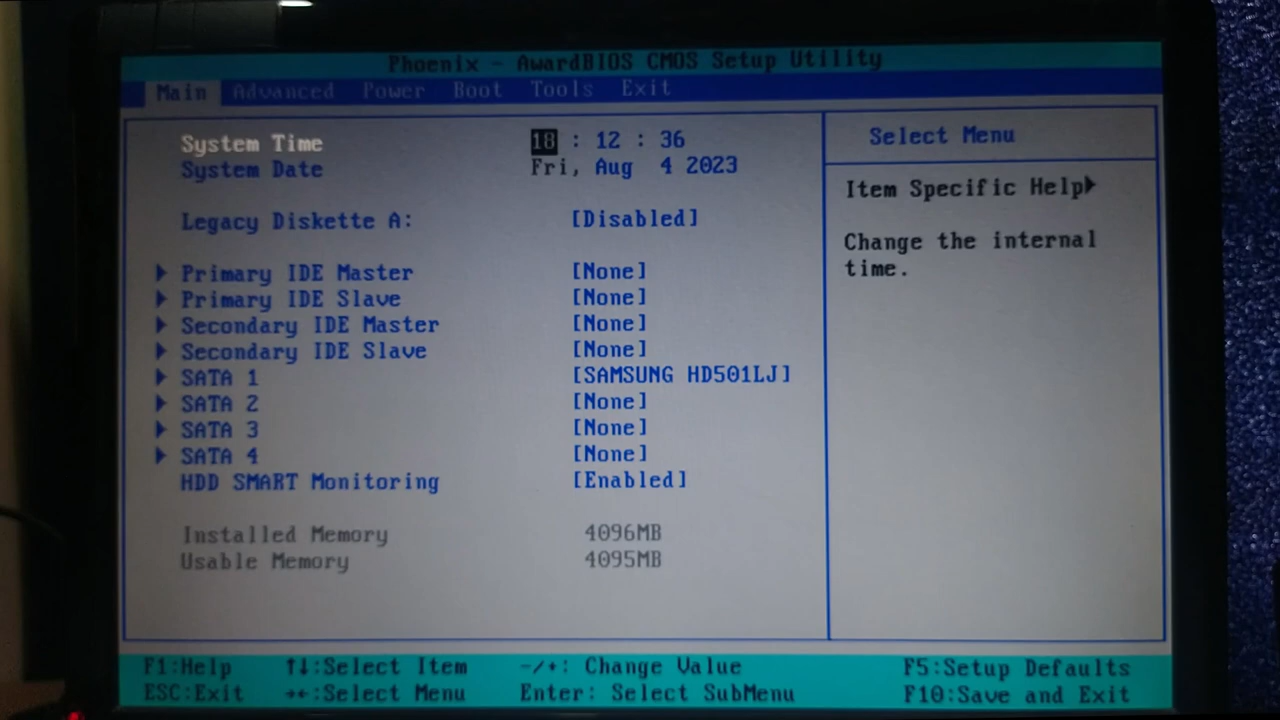 Phoenix - AwardBIOS CMOS Setup Utility
Main Advanced Power Boot Tools Exit
System Time 18 : 12 : 36
System Date Fri, Aug 4 2023
Legacy Diskette A: [Disabled]
▶ Primary IDE Master [None]
▶ Primary IDE Slave [None]
▶ Secondary IDE Master [None]
▶ Secondary IDE Slave [None]
▶ SATA 1 [SAMSUNG HD501LJ]
▶ SATA 2 [None]
▶ SATA 3 [None]
▶ SATA 4 [None]
HDD SMART Monitoring [Enabled]
Installed Memory 4096MB
Usable Memory 4095MB
Select Menu
Item Specific Help▶
Change the internal
time.
F1:Help ↑↓:Select Item -/+: Change Value F5:Setup Defaults
ESC:Exit →←:Select Menu Enter: Select SubMenu F10:Save and Exit